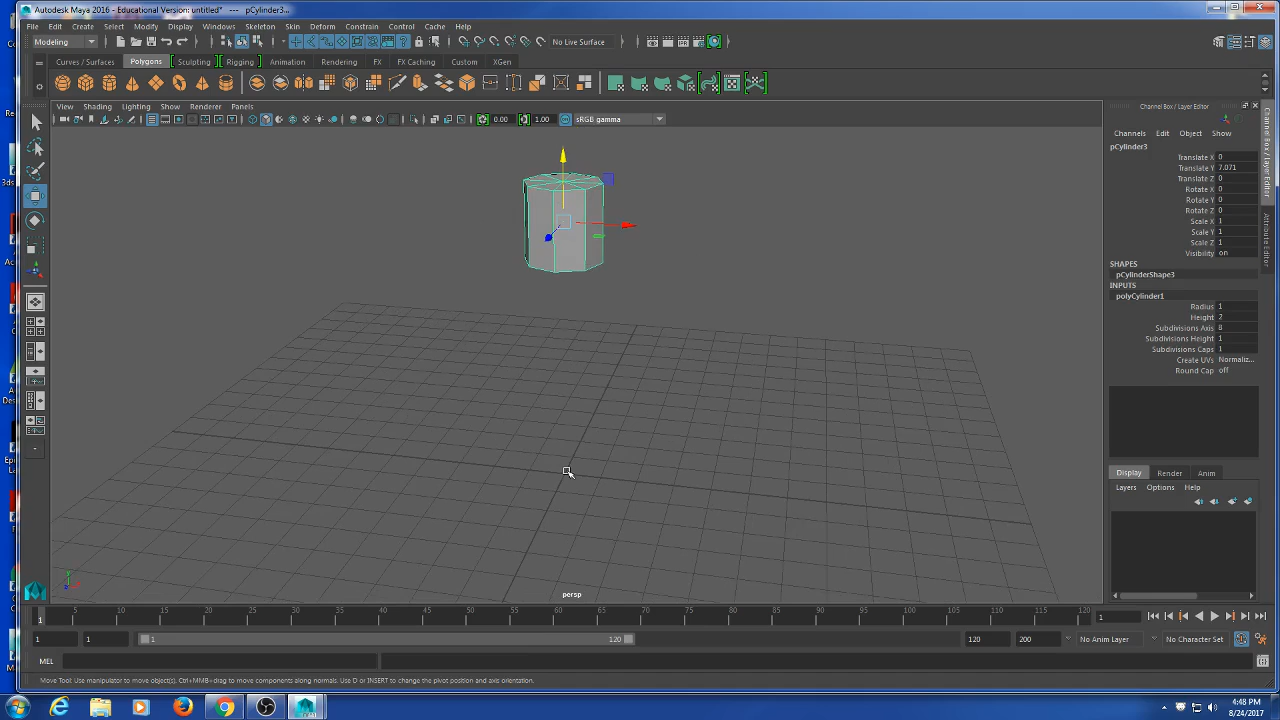 Autodesk Maya 2016 - Educational Version: untitled* --- pCylinder3...
File Edit Create Select Modify Display Windows Skeleton Skin Deform Constrain Control Cache Help
Modeling No Live Surface
Curves / Surfaces Polygons Sculpting Rigging Animation Rendering FX FX Caching Custom XGen
View Shading Lighting Show Renderer Panels
0.00 1.00 sRGB gamma
Channel Box / Layer Editor
Channels Edit Object Show
pCylinder3
Translate X 0
Translate Y 7.071
Translate Z 0
Rotate X 0
Rotate Y 0
Rotate Z 0
Scale X 1
Scale Y 1
Scale Z 1
Visibility on
SHAPES
pCylinderShape3
INPUTS
polyCylinder1
Radius 1
Height 2
Subdivisions Axis 8
Subdivisions Height 1
Subdivisions Caps 1
Create UVs Normaliz...
Round Cap off
Display Render Anim
Layers Options Help
Channel Box / Layer Editor
Attribute Editor
persp
5 10 15 20 25 30 35 40 45 50 55 60 65 70 75 80 85 90 95 100 105 110 115 120
1 1
1 1 1 120 120 200 No Anim Layer No Character Set
MEL
Move Tool: Use manipulator to move object(s). Ctrl+MMB+drag to move components along normals. Use D or INSERT to change the pivot position and axis orientation.
3ds
4:48 PM
8/24/2017